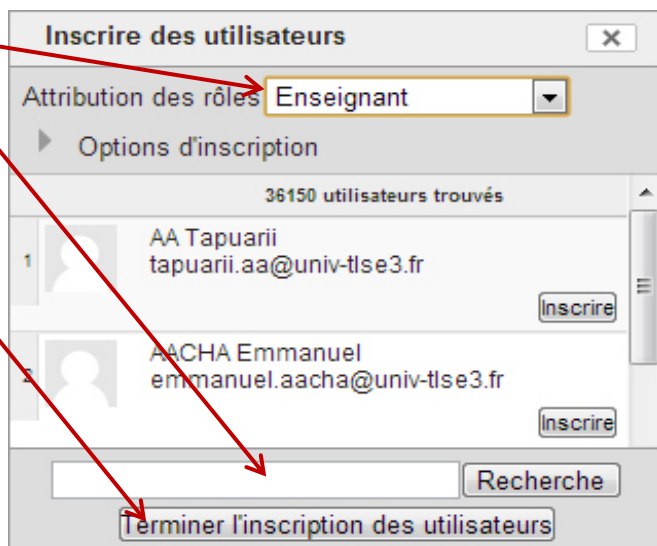 Inscrire des utilisateurs
Attribution des rôles Enseignant
Options d'inscription
36150 utilisateurs trouvés
1
AA Tapuarii
tapuarii.aa@univ-tlse3.fr
Inscrire
2
AACHA Emmanuel
emmanuel.aacha@univ-tlse3.fr
Inscrire
Recherche
Terminer l'inscription des utilisateurs